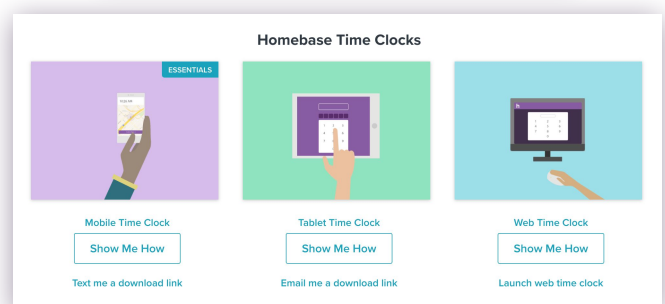 Homebase Time Clocks
ESSENTIALS
Mobile Time Clock
Tablet Time Clock
Web Time Clock
Show Me How
Show Me How
Show Me How
Text me a download link
Email me a download link
Launch web time clock